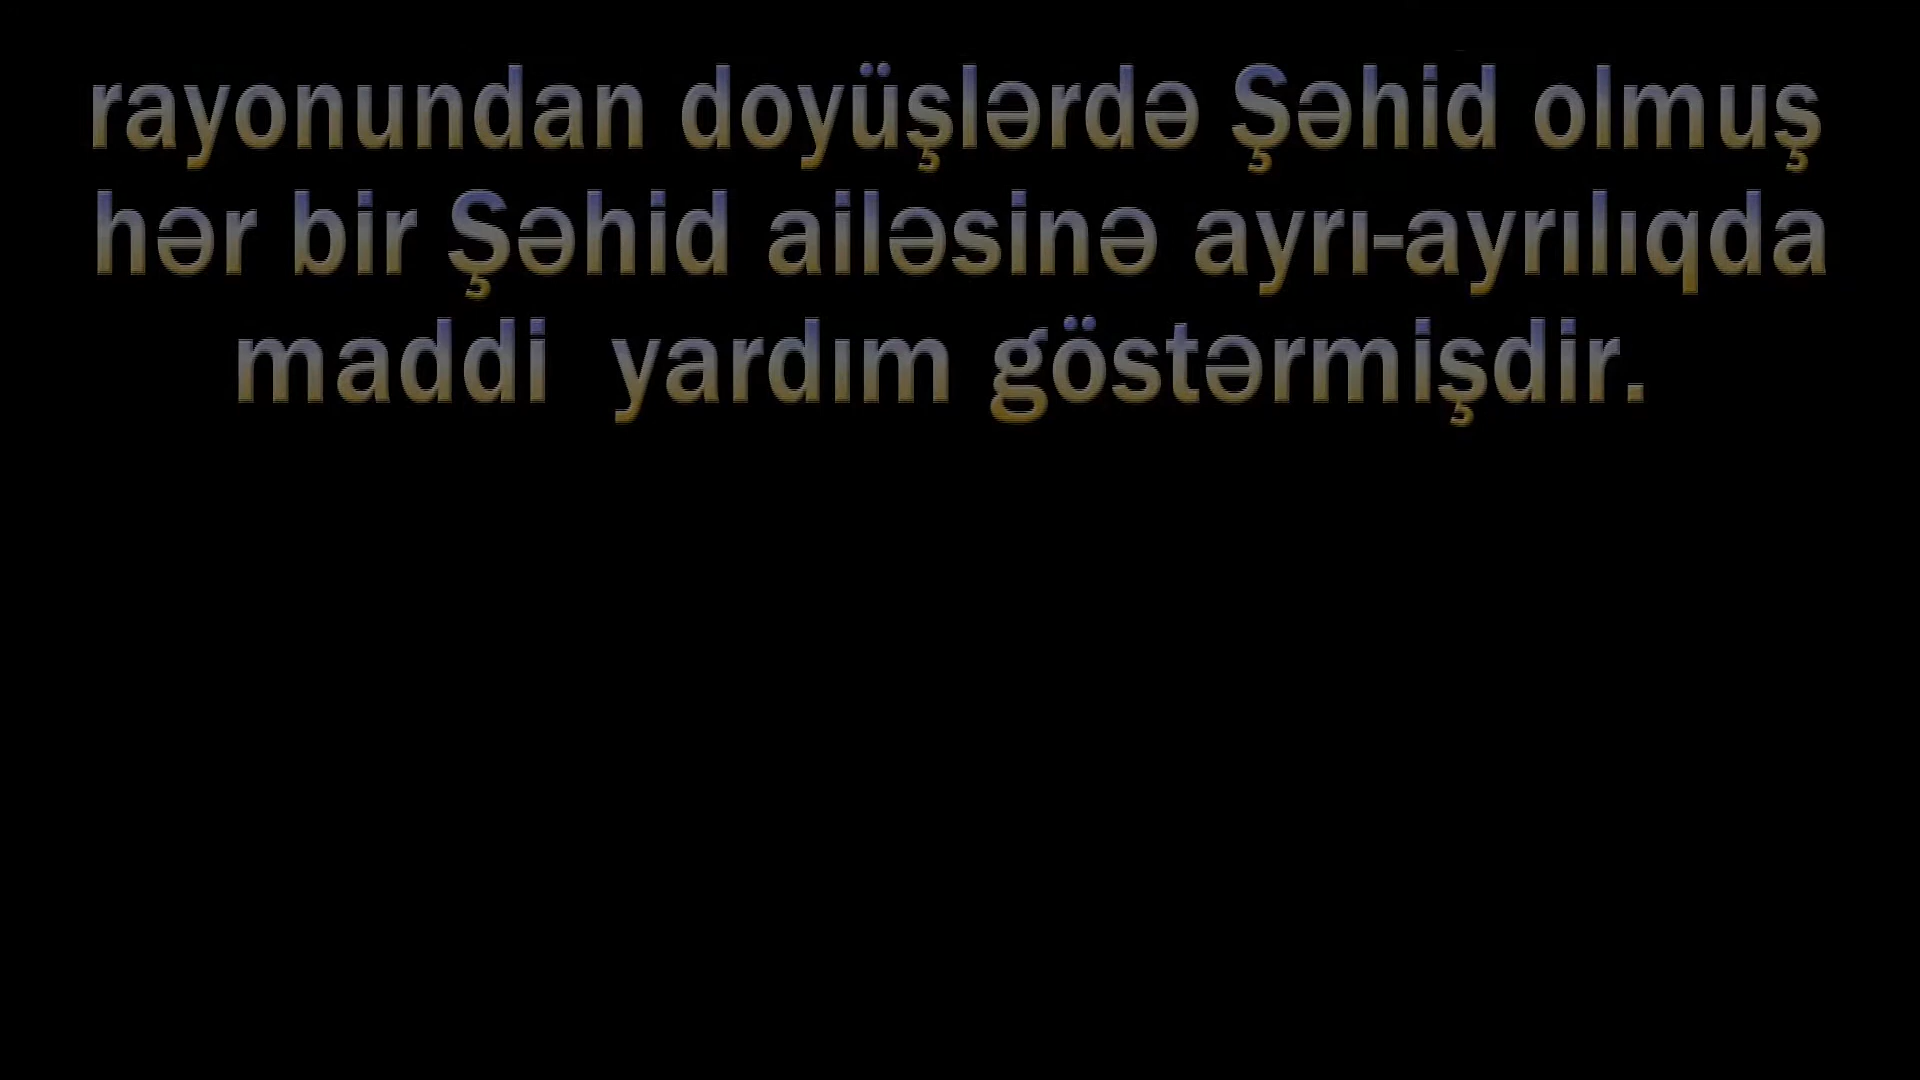 rayonundan doyüşlərdə Şəhid olmuş
hər bir Şəhid ailəsinə ayrı-ayrılıqda
maddi yardım göstərmişdir.